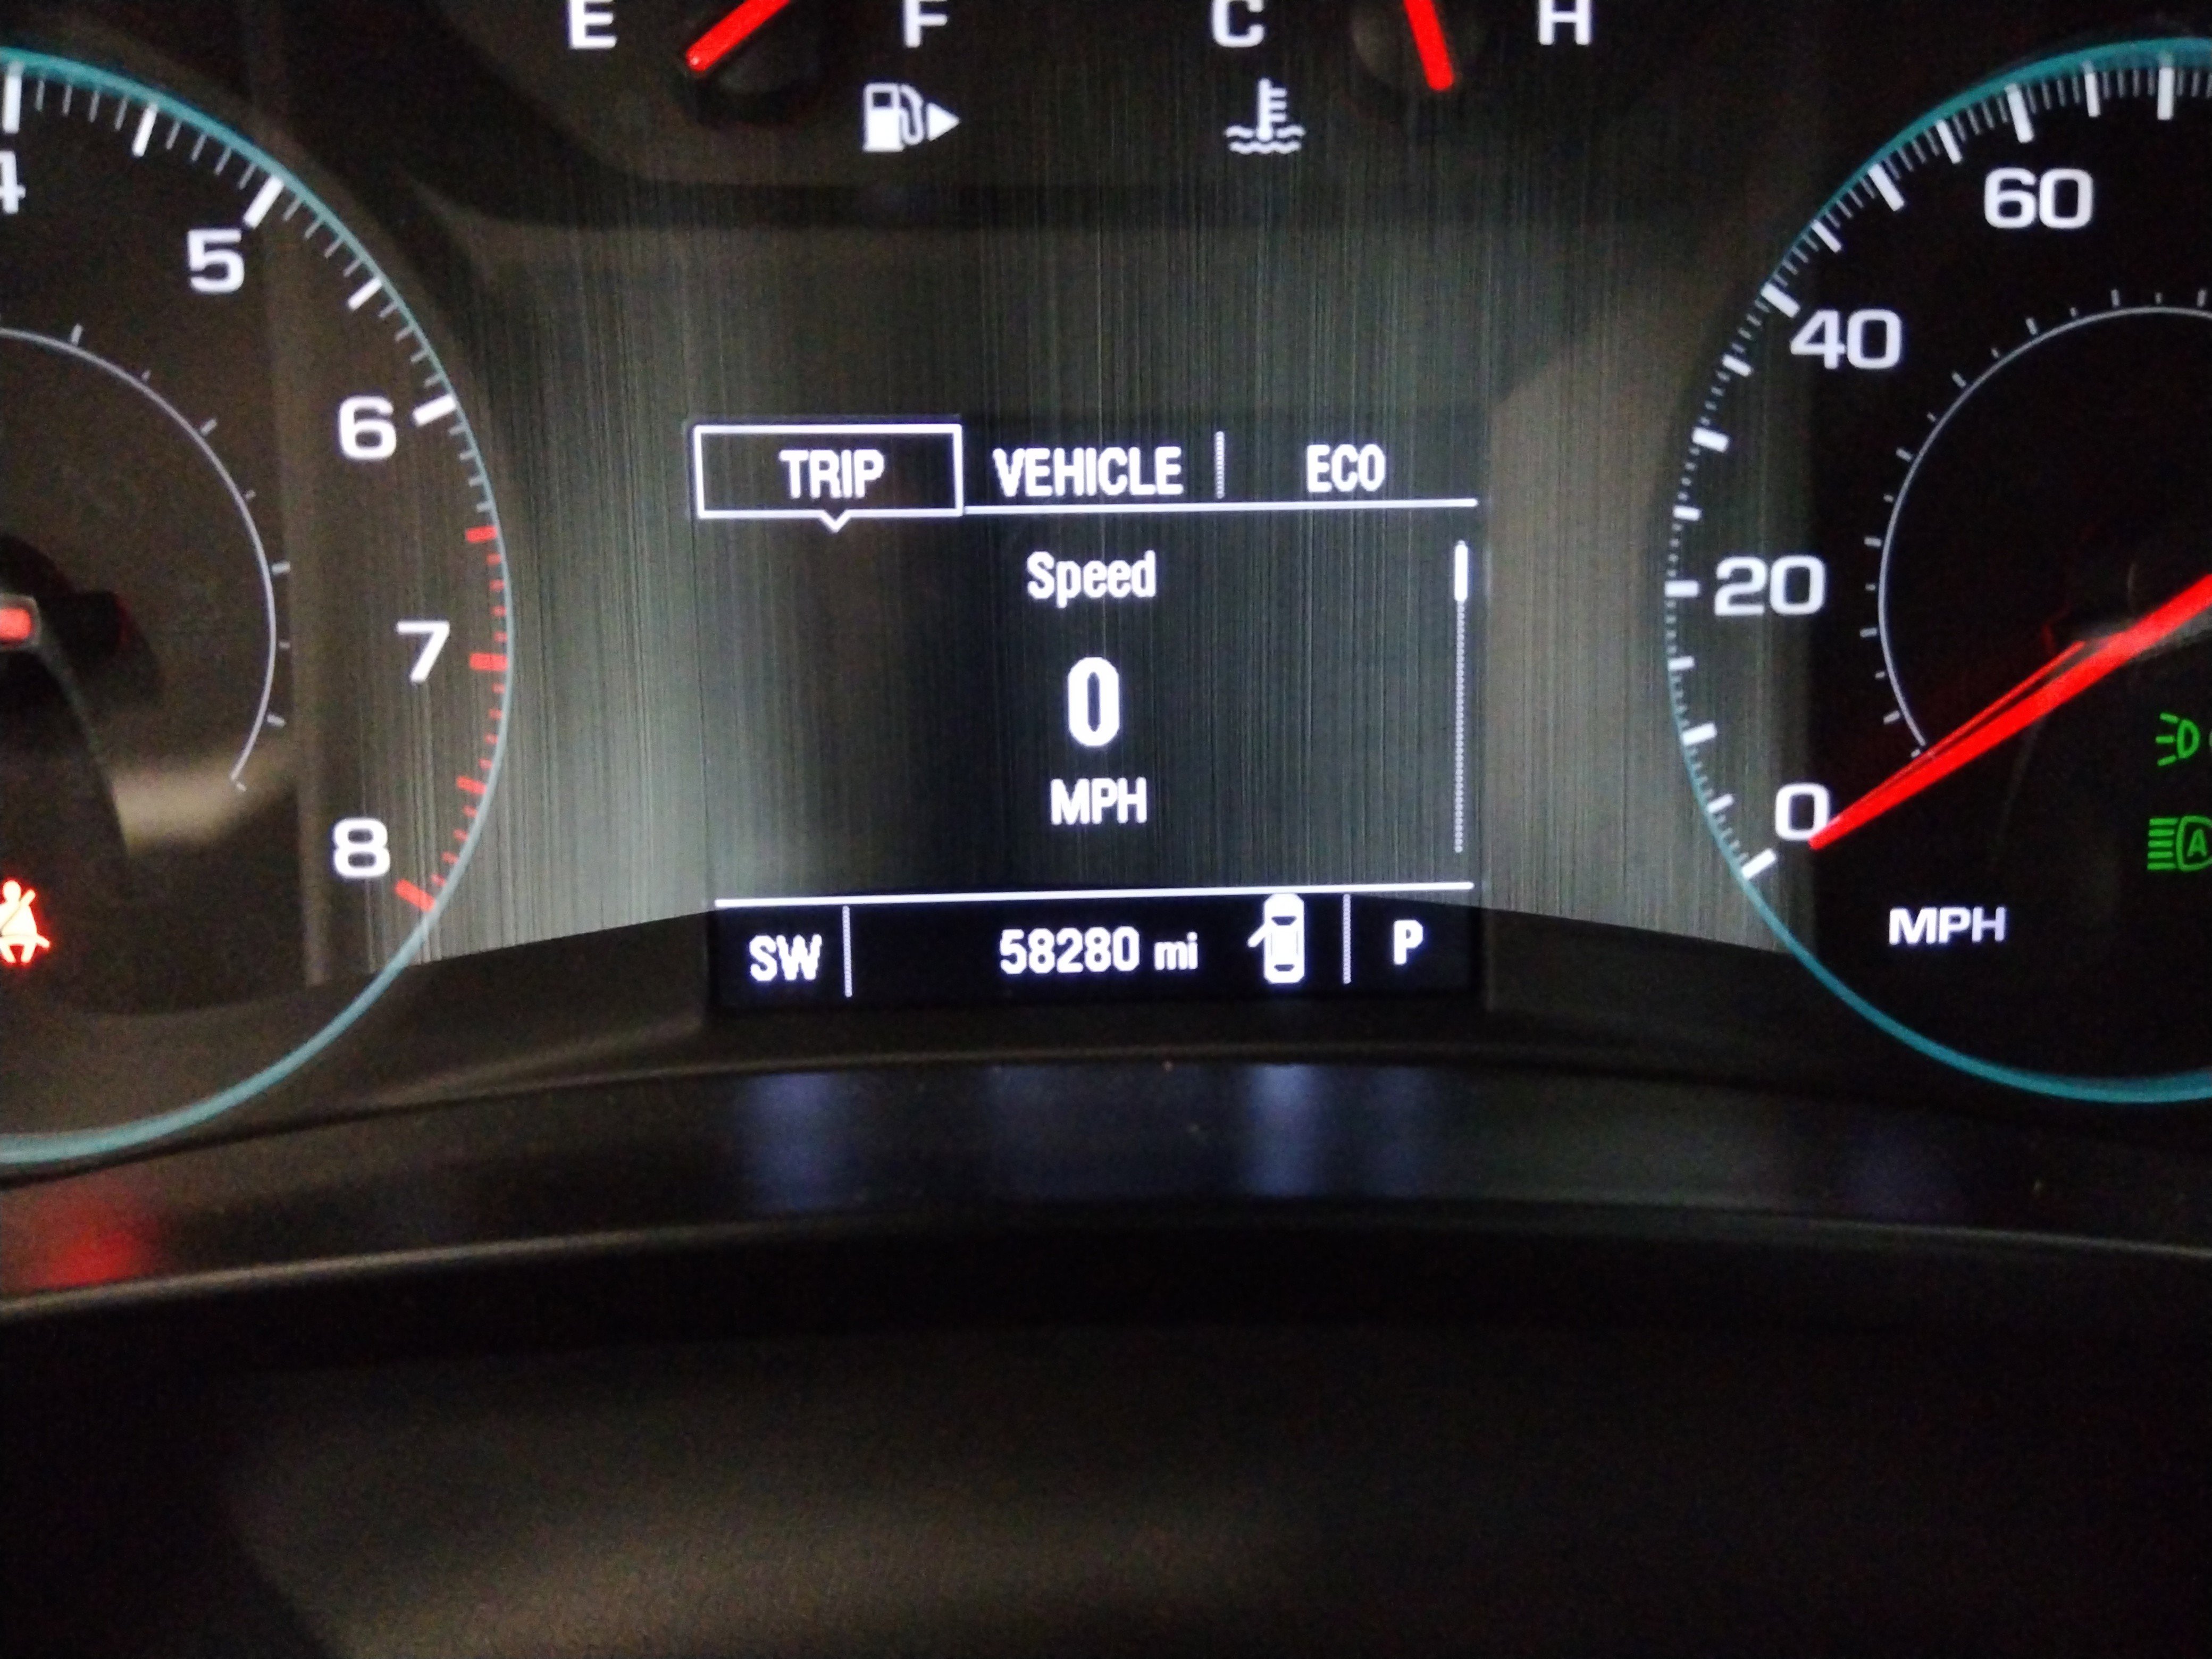 E F C H
4
5
6
7
8
60
40
20
0
MPH
TRIP VEHICLE ECO
Speed
0
MPH
SW 58280 mi P
A